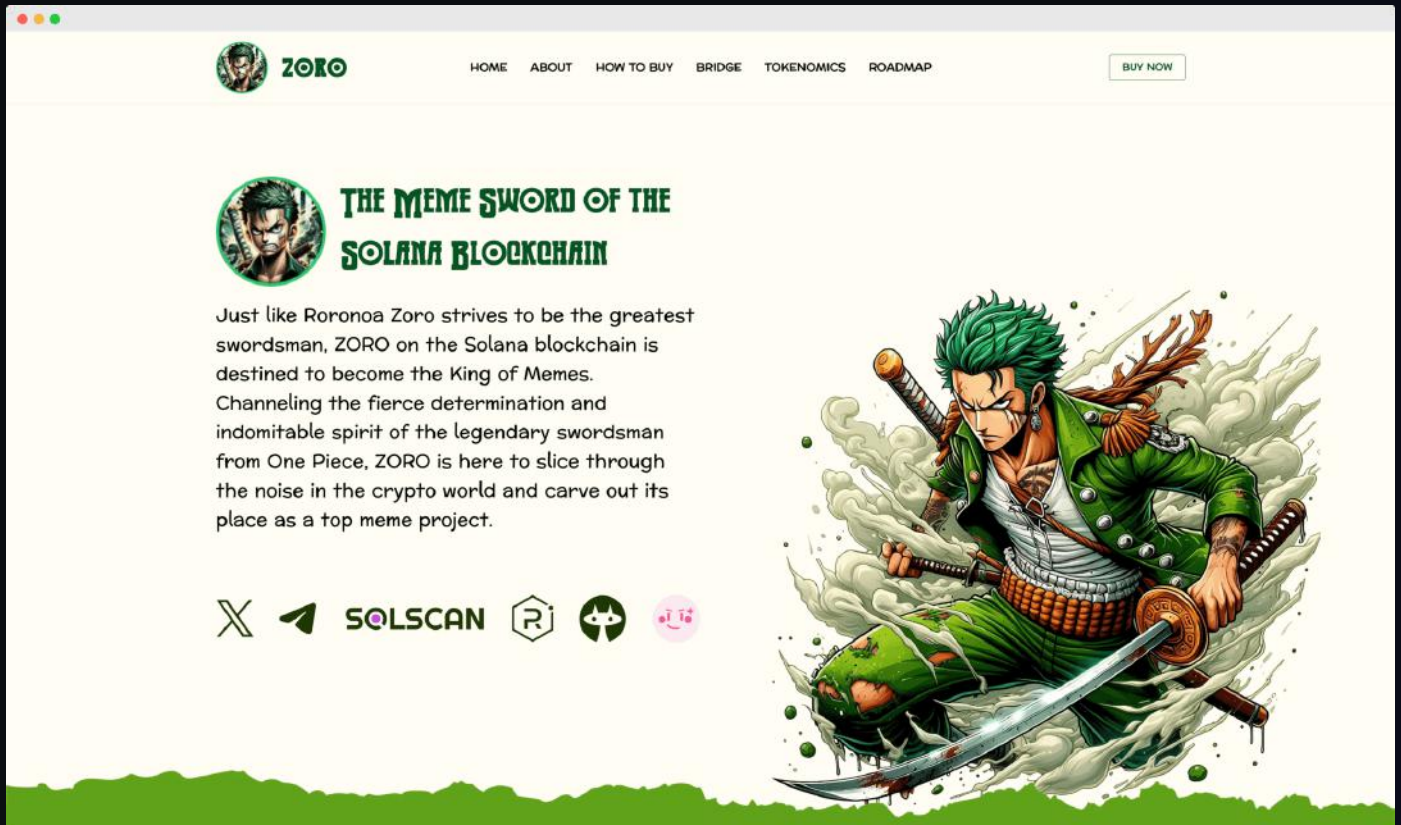 ZORO
HOME ABOUT HOW TO BUY BRIDGE TOKENOMICS ROADMAP
BUY NOW
The Meme Sword of the
Solana Blockchain
Just like Roronoa Zoro strives to be the greatest
swordsman, ZORO on the Solana blockchain is
destined to become the King of Memes.
Channeling the fierce determination and
indomitable spirit of the legendary swordsman
from One Piece, ZORO is here to slice through
the noise in the crypto world and carve out its
place as a top meme project.
SOLSCAN